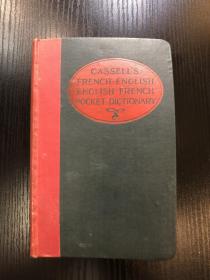 CASSELL'S
FRENCH-ENGLISH
ENGLISH-FRENCH
POCKET DICTIONARY